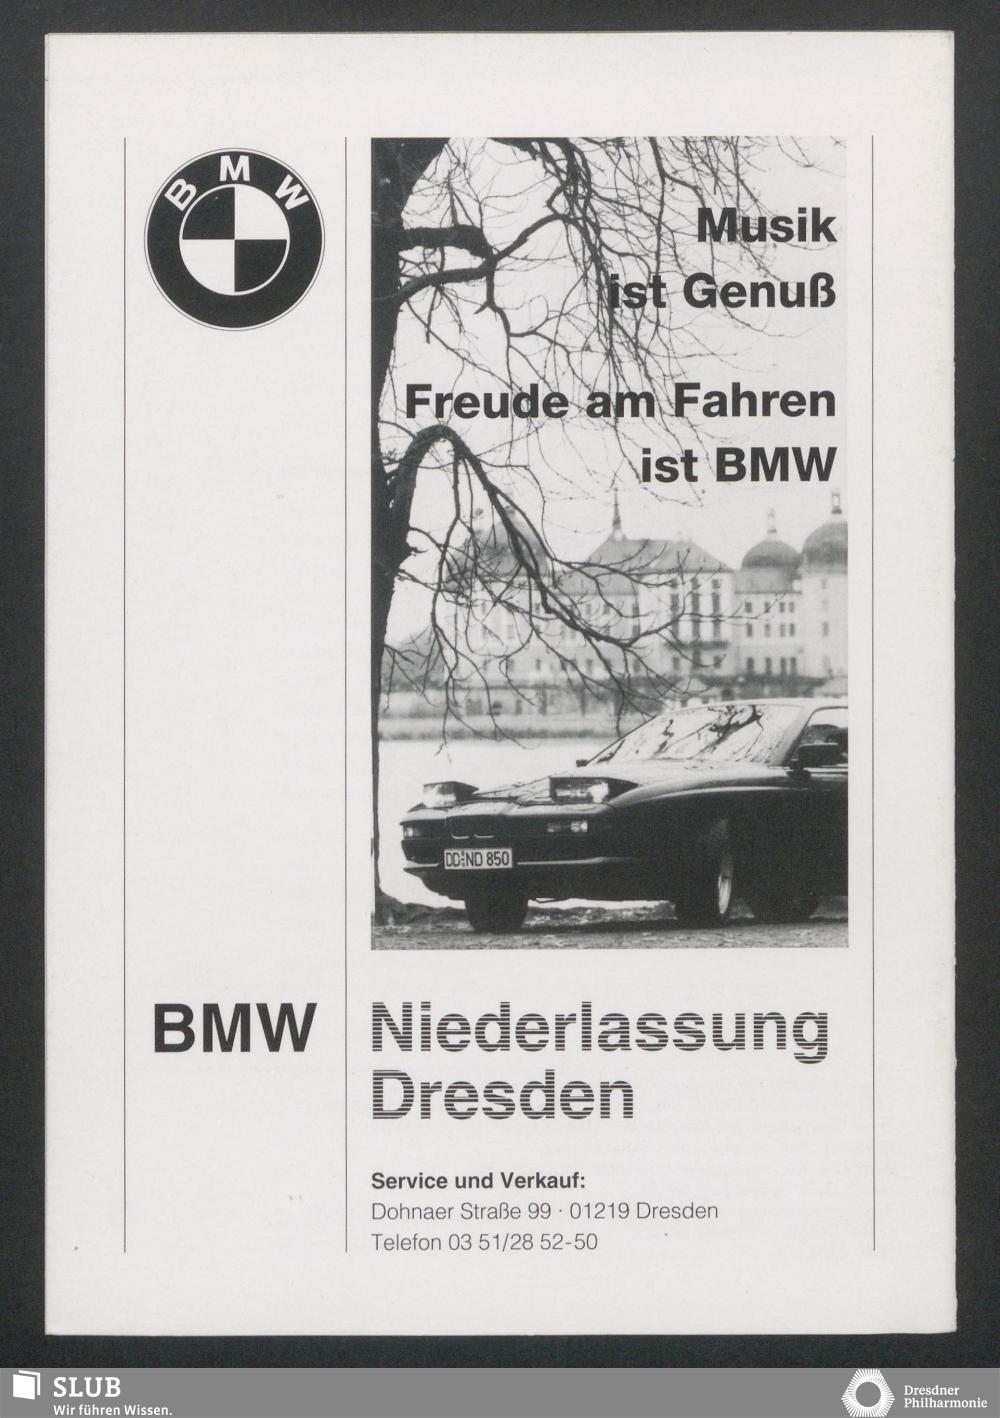 BMW
Musik
ist Genuß
Freude am Fahren
ist BMW
DD:ND 850
BMW Niederlassung
Dresden
Service und Verkauf:
Dohnaer Straße 99 · 01219 Dresden
Telefon 03 51/28 52-50
SLUB
Wir führen Wissen.
Dresdner
Philharmonie